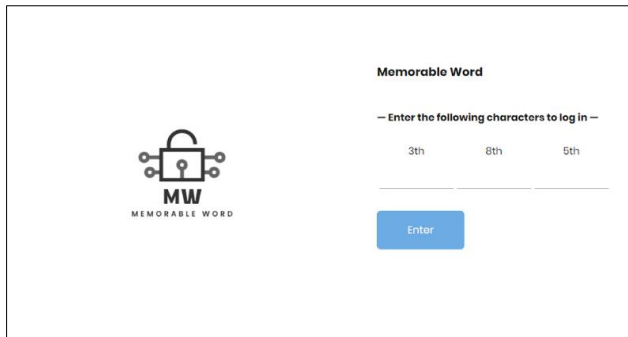 Memorable Word
— Enter the following characters to log in —
3th 8th 5th
Enter
MW
MEMORABLE WORD